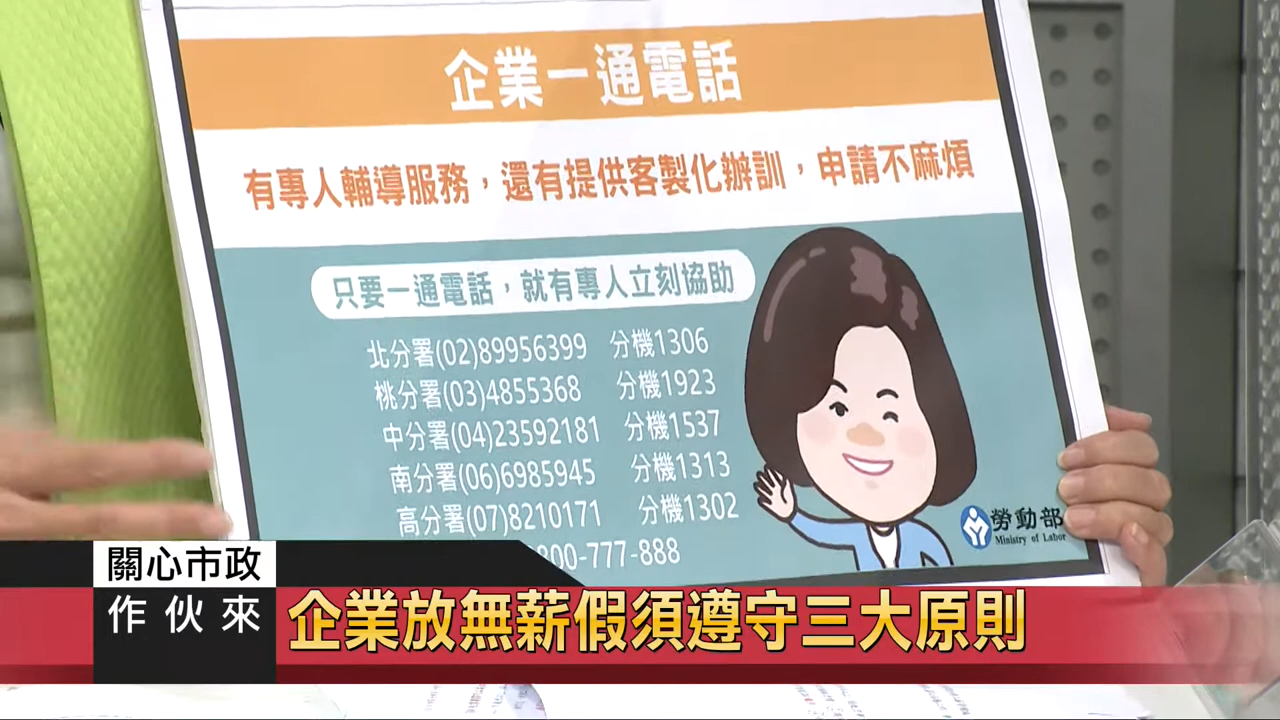 企業一通電話
有專人輔導服務，還有提供客製化辦訓，申請不麻煩
只要一通電話，就有專人立刻協助
北分署(02)89956399 分機1306
桃分署(03)4855368 分機1923
中分署(04)23592181 分機1537
南分署(06)6985945 分機1313
高分署(07)8210171 分機1302
800-777-888
勞動部
Ministry of Labor
關心市政
作伙來
企業放無薪假須遵守三大原則